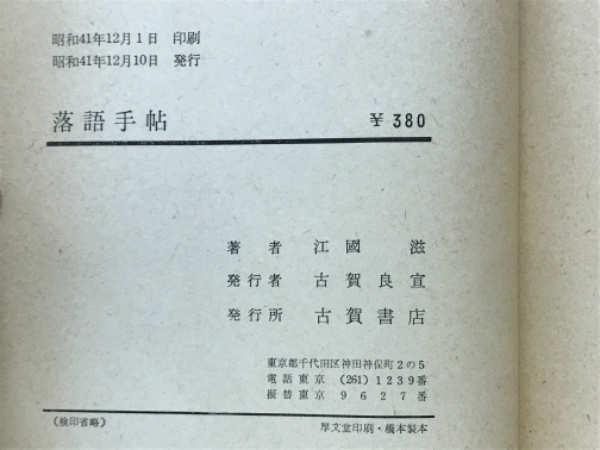 昭和41年12月1日 印刷
昭和41年12月10日 発行
落語手帖 ¥380
著者 江國滋
発行者 古賀良宣
発行所 古賀書店
東京都千代田区神田神保町2の5
電話東京 (261)1239番
振替東京 9627番
(検印省略) 厚文堂印刷・橋本製本